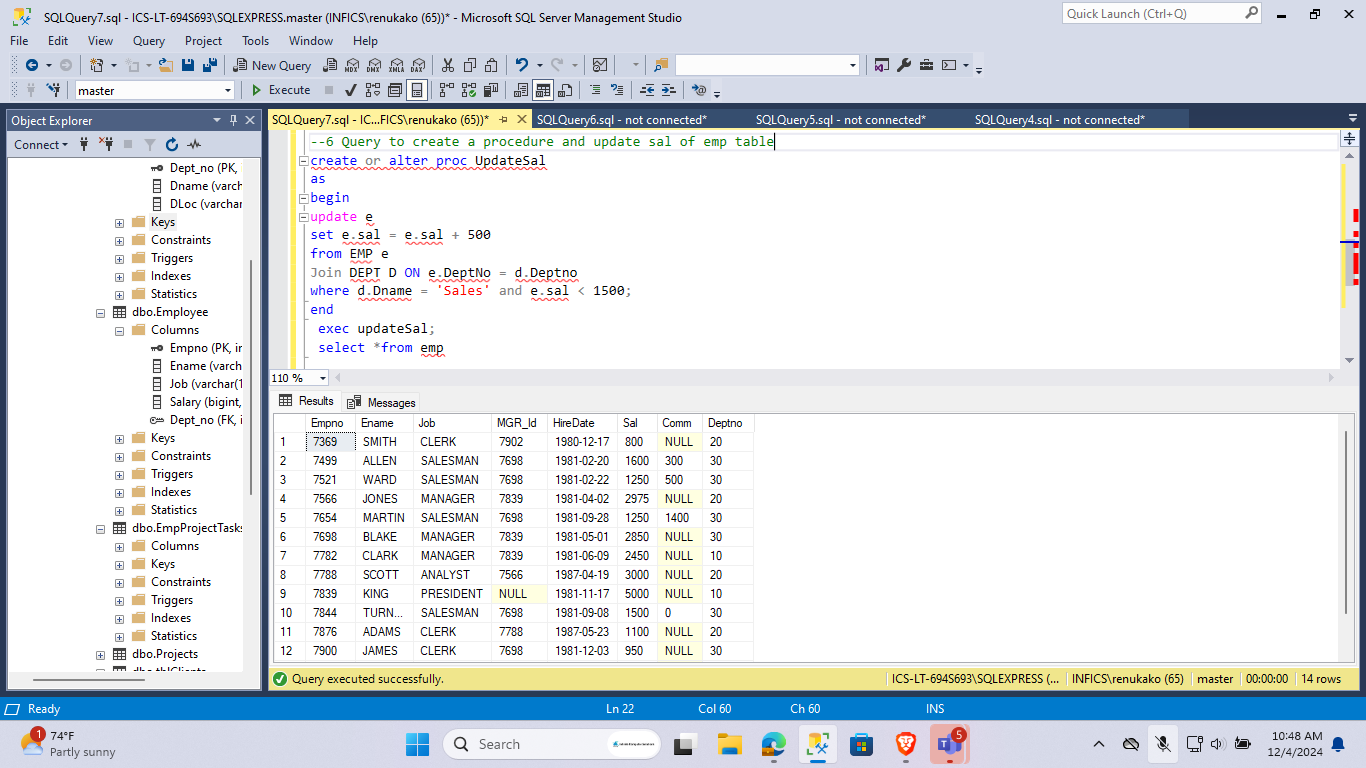 SQLQuery7.sql - ICS-LT-694S693\SQLEXPRESS.master (INFICS\renukako (65))* - Microsoft SQL Server Management Studio
Quick Launch (Ctrl+Q)
File Edit View Query Project Tools Window Help
New Query
MDX DMX XMLA DAX
master
Execute
Object Explorer
Connect
Dept_no (PK,
Dname (varch
DLoc (varchar
Keys
Constraints
Triggers
Indexes
Statistics
dbo.Employee
Columns
Empno (PK, in
Ename (varch
Job (varchar(1
Salary (bigint,
Dept_no (FK, i
Keys
Constraints
Triggers
Indexes
Statistics
dbo.EmpProjectTasks
Columns
Keys
Constraints
Triggers
Indexes
Statistics
dbo.Projects
dbo.tblClients
SQLQuery7.sql - IC...FICS\renukako (65))* SQLQuery6.sql - not connected* SQLQuery5.sql - not connected* SQLQuery4.sql - not connected*
--6 Query to create a procedure and update sal of emp table
create or alter proc UpdateSal
as
begin
update e
set e.sal = e.sal + 500
from EMP e
Join DEPT D ON e.DeptNo = d.Deptno
where d.Dname = 'Sales' and e.sal < 1500;
end
exec updateSal;
select *from emp
110 %
Results Messages
Empno Ename Job MGR_Id HireDate Sal Comm Deptno
1 7369 SMITH CLERK 7902 1980-12-17 800 NULL 20
2 7499 ALLEN SALESMAN 7698 1981-02-20 1600 300 30
3 7521 WARD SALESMAN 7698 1981-02-22 1250 500 30
4 7566 JONES MANAGER 7839 1981-04-02 2975 NULL 20
5 7654 MARTIN SALESMAN 7698 1981-09-28 1250 1400 30
6 7698 BLAKE MANAGER 7839 1981-05-01 2850 NULL 30
7 7782 CLARK MANAGER 7839 1981-06-09 2450 NULL 10
8 7788 SCOTT ANALYST 7566 1987-04-19 3000 NULL 20
9 7839 KING PRESIDENT NULL 1981-11-17 5000 NULL 10
10 7844 TURN... SALESMAN 7698 1981-09-08 1500 0 30
11 7876 ADAMS CLERK 7788 1987-05-23 1100 NULL 20
12 7900 JAMES CLERK 7698 1981-12-03 950 NULL 30
Query executed successfully. ICS-LT-694S693\SQLEXPRESS (... INFICS\renukako (65) master 00:00:00 14 rows
Ready Ln 22 Col 60 Ch 60 INS
1
74°F
Partly sunny
Search
5
10:48 AM
12/4/2024